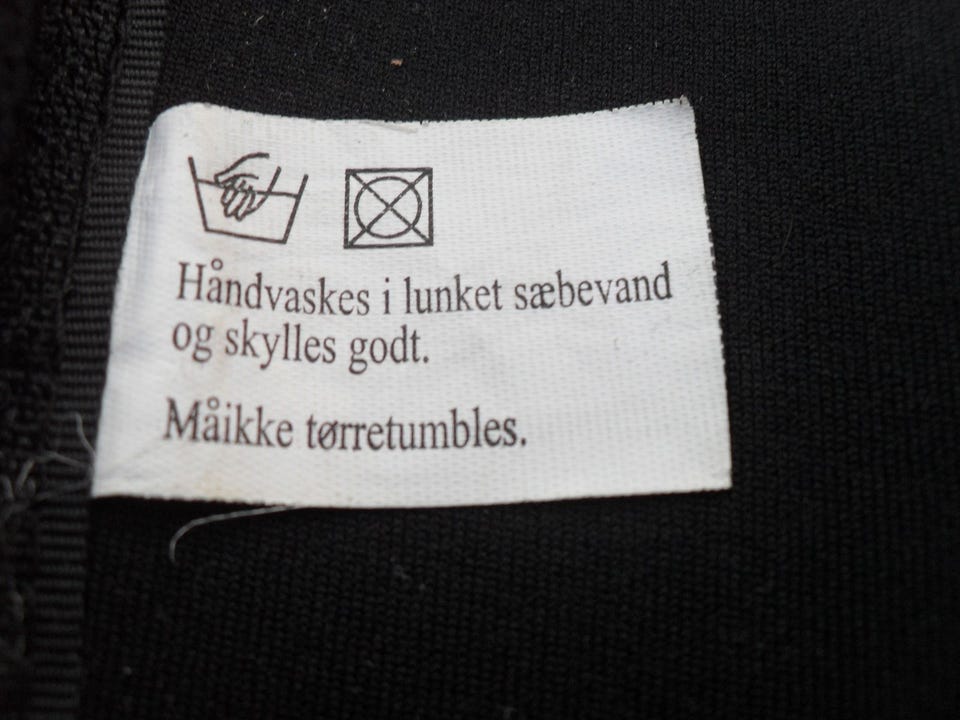 Håndvaskes i lunket sæbevand
og skylles godt.
Måikke tørretumbles.